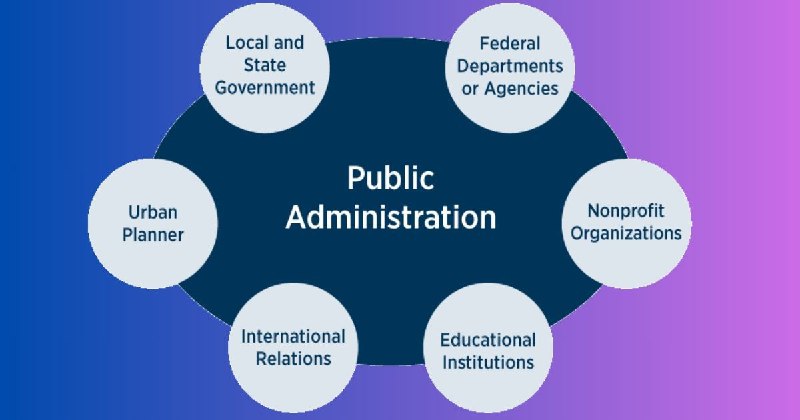 Local and
State
Government
Federal
Departments
or Agencies
Public
Administration
Urban
Planner
Nonprofit
Organizations
International
Relations
Educational
Institutions